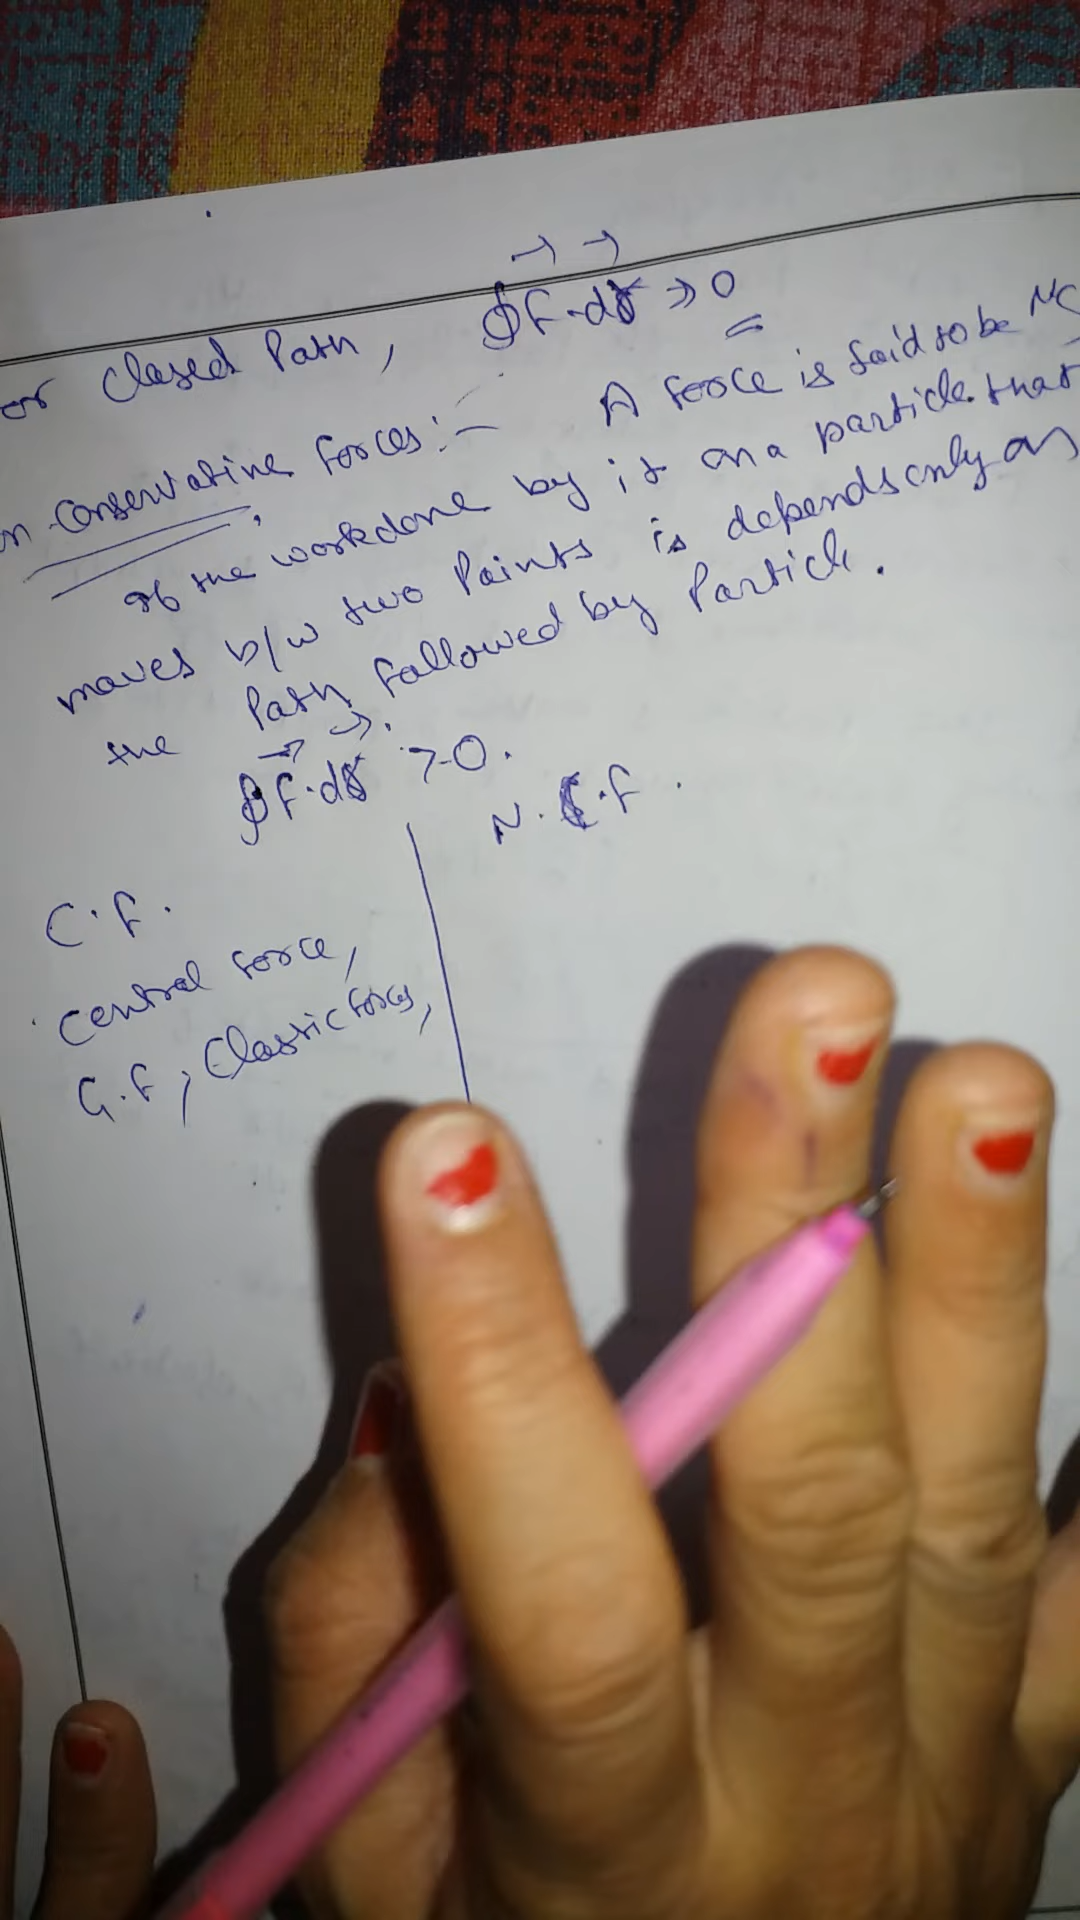 or Closed Path, ∮F·dr => 0
n-Conservative forces:- A force is said to be NC
if the workdone by it on a particle that
moves b/w two Points is depends only on
the Path followed by Particle.
∮F·dr >0.
C.F.
Central force,
G.F, Elastic forces,
N.C.F.